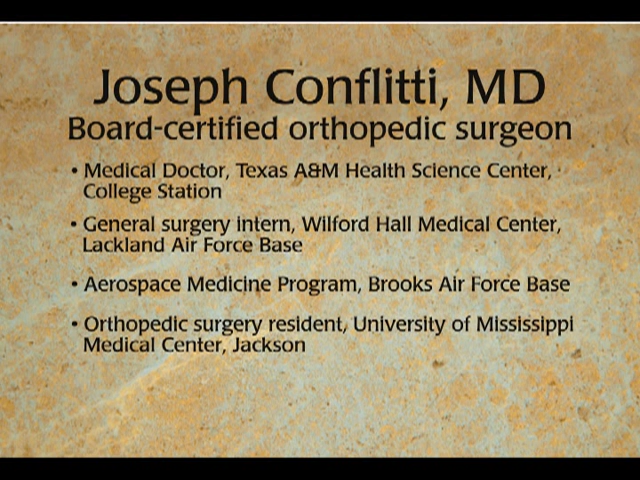 Joseph Conflitti, MD
Board-certified orthopedic surgeon
• Medical Doctor, Texas A&M Health Science Center,
College Station
• General surgery intern, Wilford Hall Medical Center,
Lackland Air Force Base
• Aerospace Medicine Program, Brooks Air Force Base
• Orthopedic surgery resident, University of Mississippi
Medical Center, Jackson